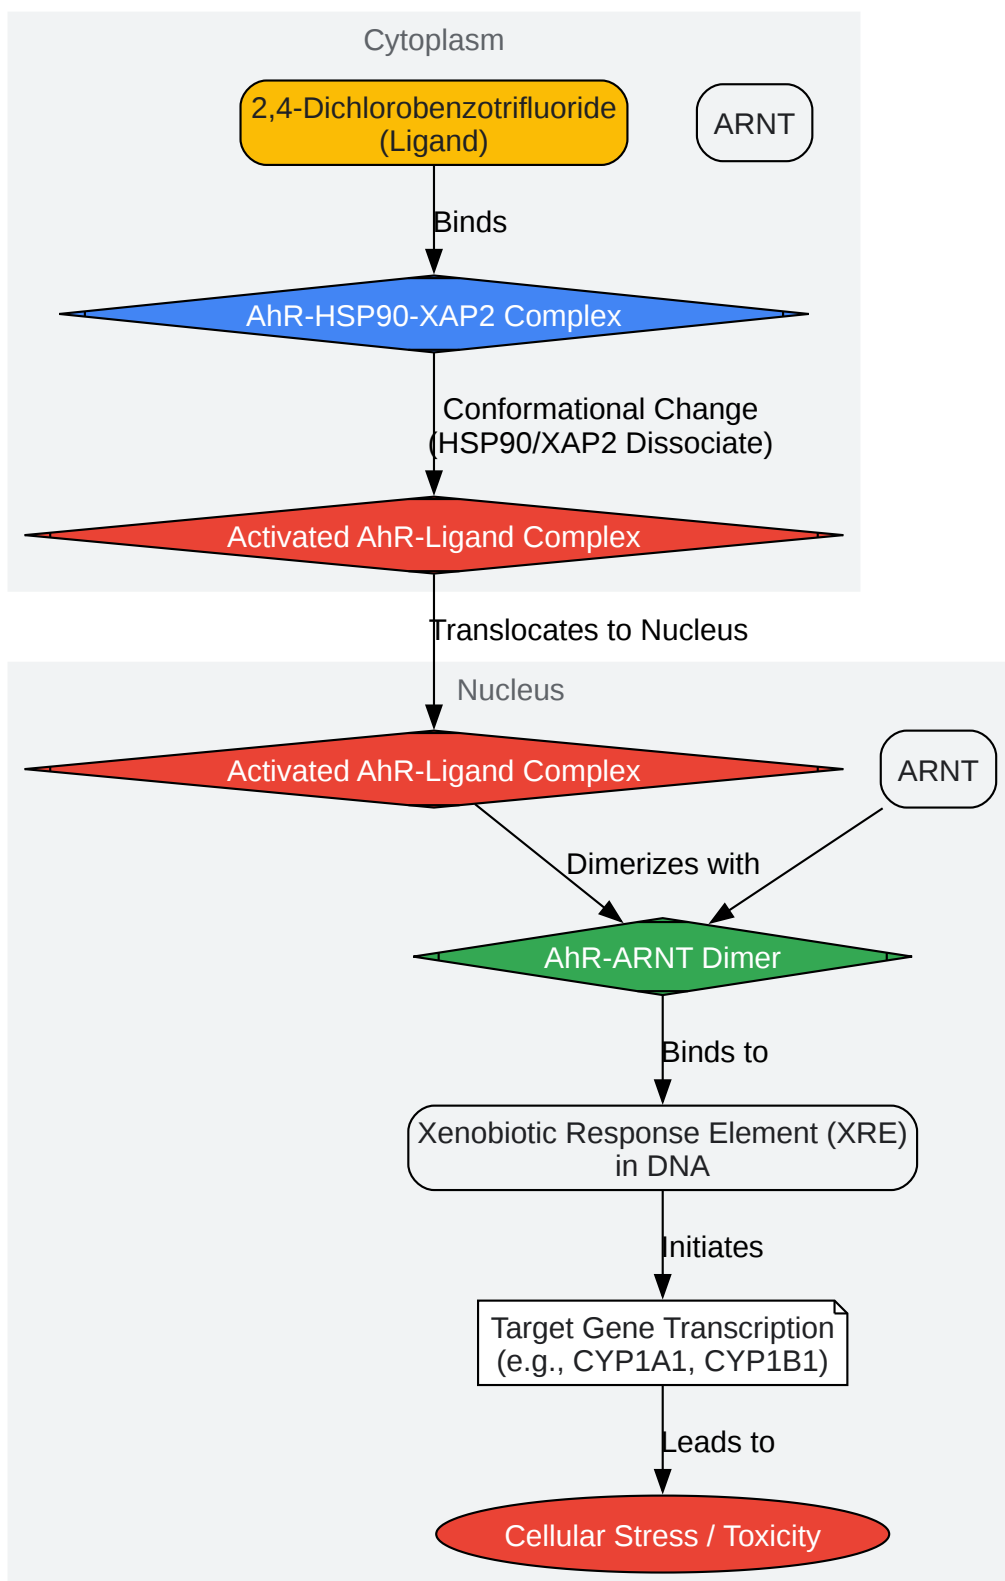 Cytoplasm
2,4-Dichlorobenzotrifluoride
(Ligand)
ARNT
Binds
AhR-HSP90-XAP2 Complex
Conformational Change
(HSP90/XAP2 Dissociate)
Activated AhR-Ligand Complex
Translocates to Nucleus
Nucleus
Activated AhR-Ligand Complex
ARNT
Dimerizes with
AhR-ARNT Dimer
Binds to
Xenobiotic Response Element (XRE)
in DNA
Initiates
Target Gene Transcription
(e.g., CYP1A1, CYP1B1)
Leads to
Cellular Stress / Toxicity